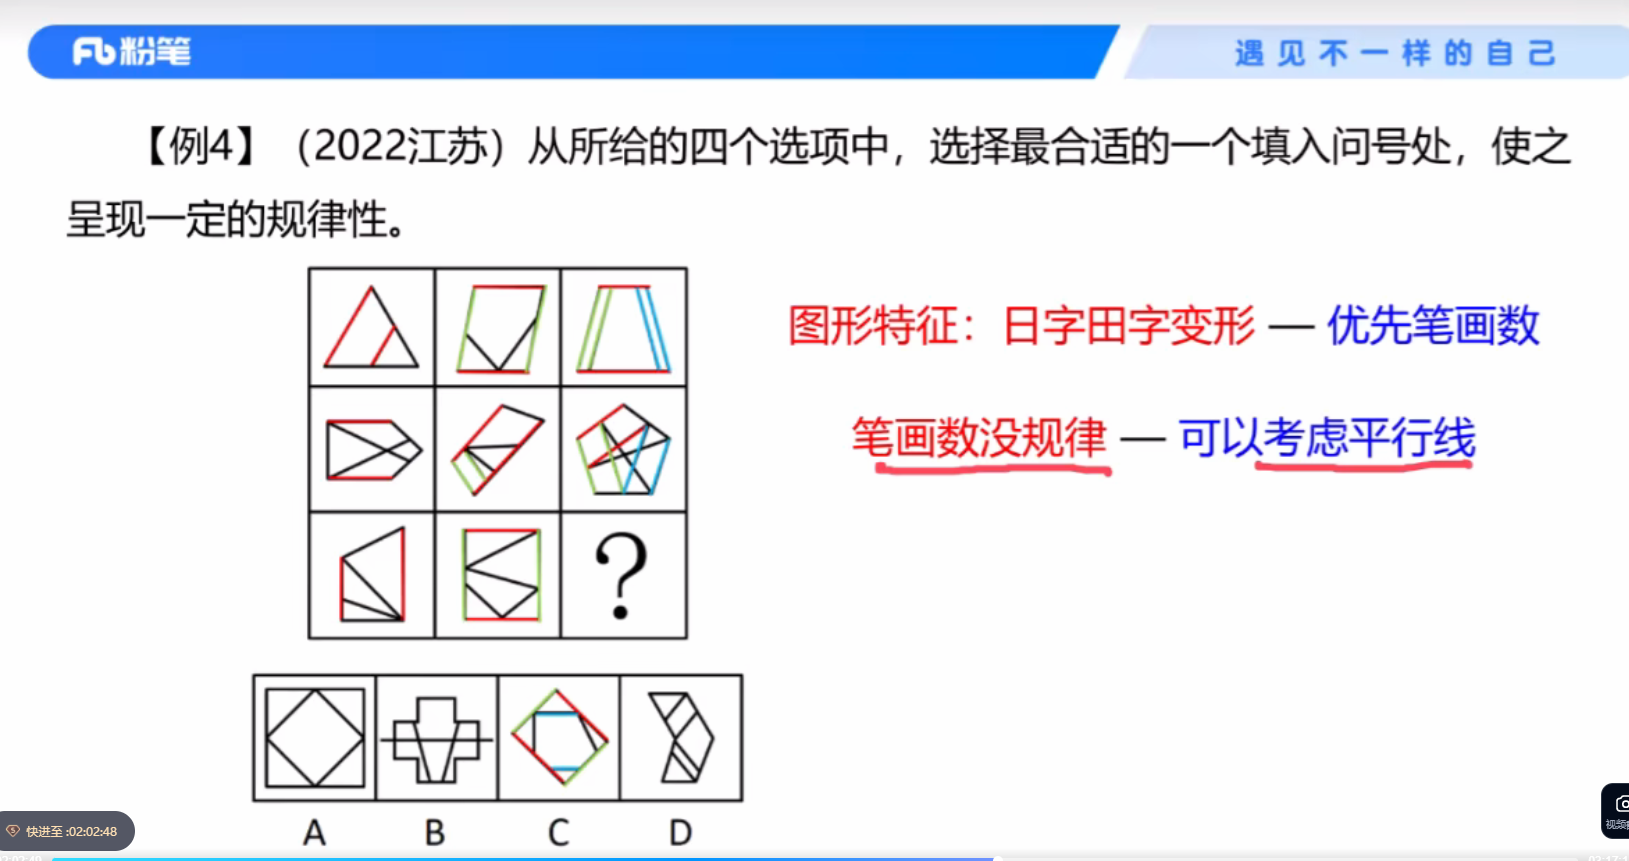 粉笔
遇见不一样的自己
【例4】（2022江苏）从所给的四个选项中，选择最合适的一个填入问号处，使之
呈现一定的规律性。
图形特征：日字田字变形 — 优先笔画数
笔画数没规律 — 可以考虑平行线
?
A B C D
快进至 :02:02:48